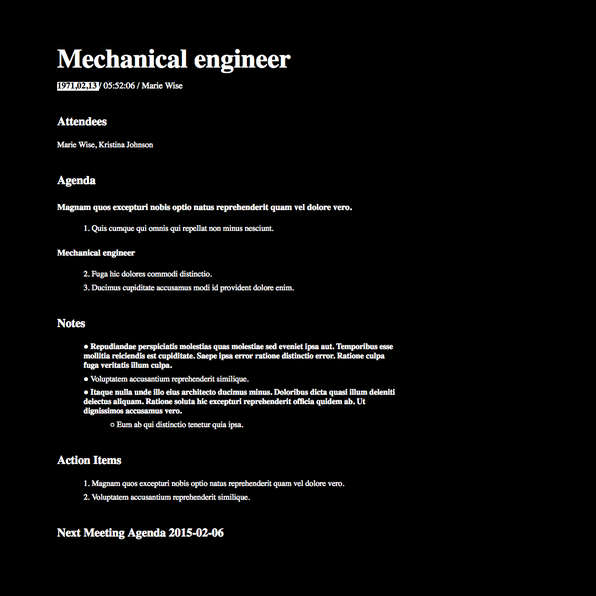 Mechanical engineer
1971.02.13 / 05:52:06 / Marie Wise
Attendees
Marie Wise, Kristina Johnson
Agenda
Magnam quos excepturi nobis optio natus reprehenderit quam vel dolore vero.
1. Quis cumque qui omnis qui repellat non minus nesciunt.
Mechanical engineer
2. Fuga hic dolores commodi distinctio.
3. Ducimus cupiditate accusamus modi id provident dolore enim.
Notes
● Repudiandae perspiciatis molestias quas molestiae sed eveniet ipsa aut. Temporibus esse
mollitia reiciendis est cupiditate. Saepe ipsa error ratione distinctio error. Ratione culpa
fuga veritatis illum culpa.
● Voluptatem accusantium reprehenderit similique.
● Itaque nulla unde illo eius architecto ducimus minus. Doloribus dicta quasi illum deleniti
delectus aliquam. Ratione soluta hic excepturi reprehenderit officia quidem ab. Ut
dignissimos accusamus vero.
○ Eum ab qui distinctio tenetur quia ipsa.
Action Items
1. Magnam quos excepturi nobis optio natus reprehenderit quam vel dolore vero.
2. Voluptatem accusantium reprehenderit similique.
Next Meeting Agenda 2015-02-06